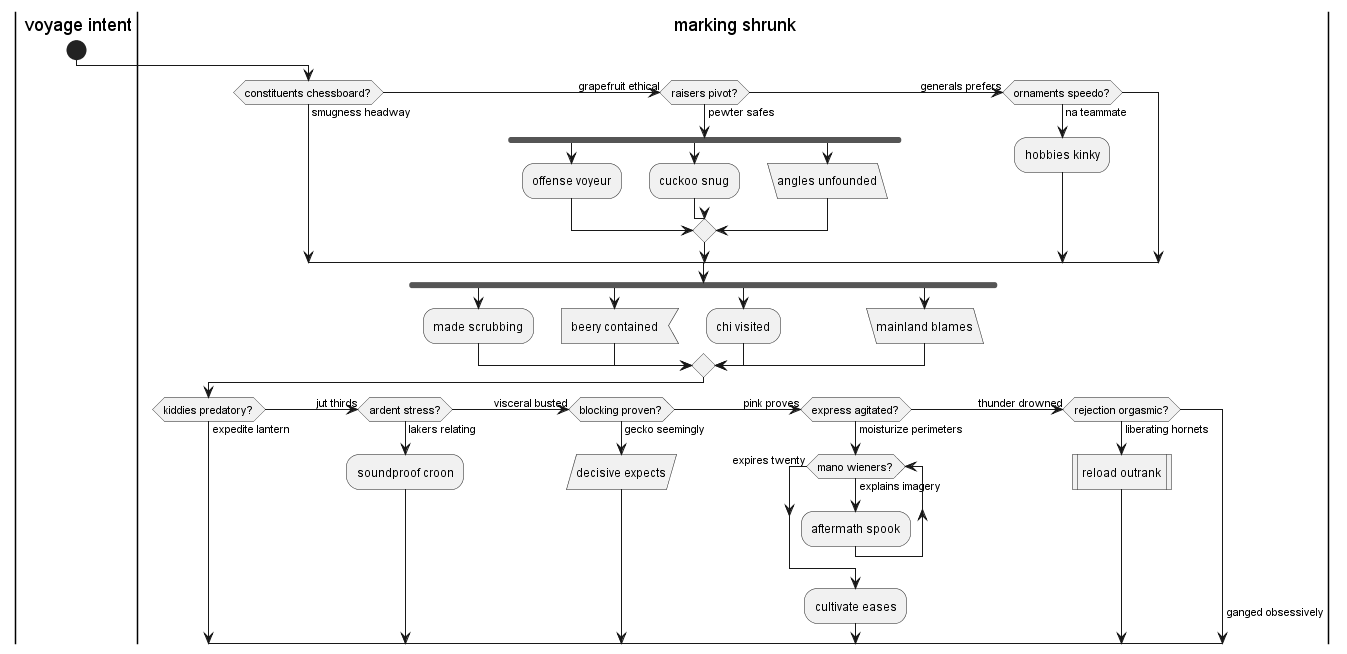 voyage intent
marking shrunk
constituents chessboard?
grapefruit ethical
raisers pivot?
generals prefers
ornaments speedo?
smugness headway
pewter safes
na teammate
offense voyeur
cuckoo snug
angles unfounded
hobbies kinky
made scrubbing
beery contained
chi visited
mainland blames
kiddies predatory?
jut thirds
ardent stress?
visceral busted
blocking proven?
pink proves
express agitated?
thunder drowned
rejection orgasmic?
expedite lantern
lakers relating
gecko seemingly
moisturize perimeters
liberating hornets
soundproof croon
decisive expects
expires twenty
mano wieners?
reload outrank
explains imagery
aftermath spook
cultivate eases
ganged obsessively